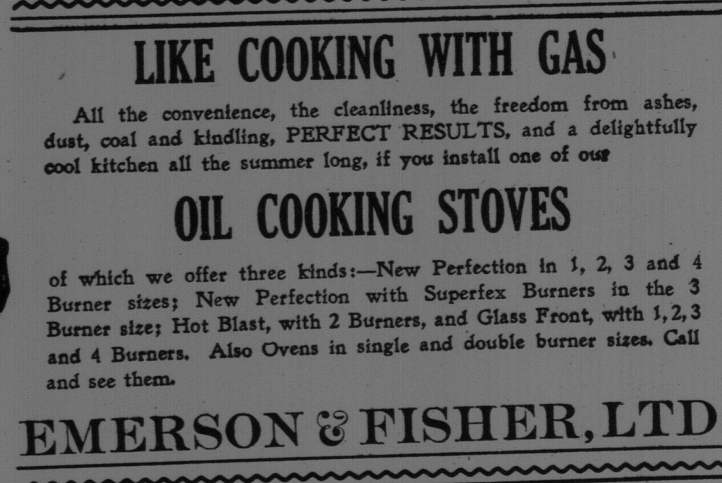 LIKE COOKING WITH GAS
All the convenience, the cleanliness, the freedom from ashes,
dust, coal and kindling, PERFECT RESULTS, and a delightfully
cool kitchen all the summer long, if you install one of our
OIL COOKING STOVES
of which we offer three kinds:—New Perfection in 1, 2, 3 and 4
Burner sizes; New Perfection with Superfex Burners in the 3
Burner size; Hot Blast, with 2 Burners, and Glass Front, with 1, 2, 3
and 4 Burners. Also Ovens in single and double burner sizes. Call
and see them.
EMERSON & FISHER, LTD